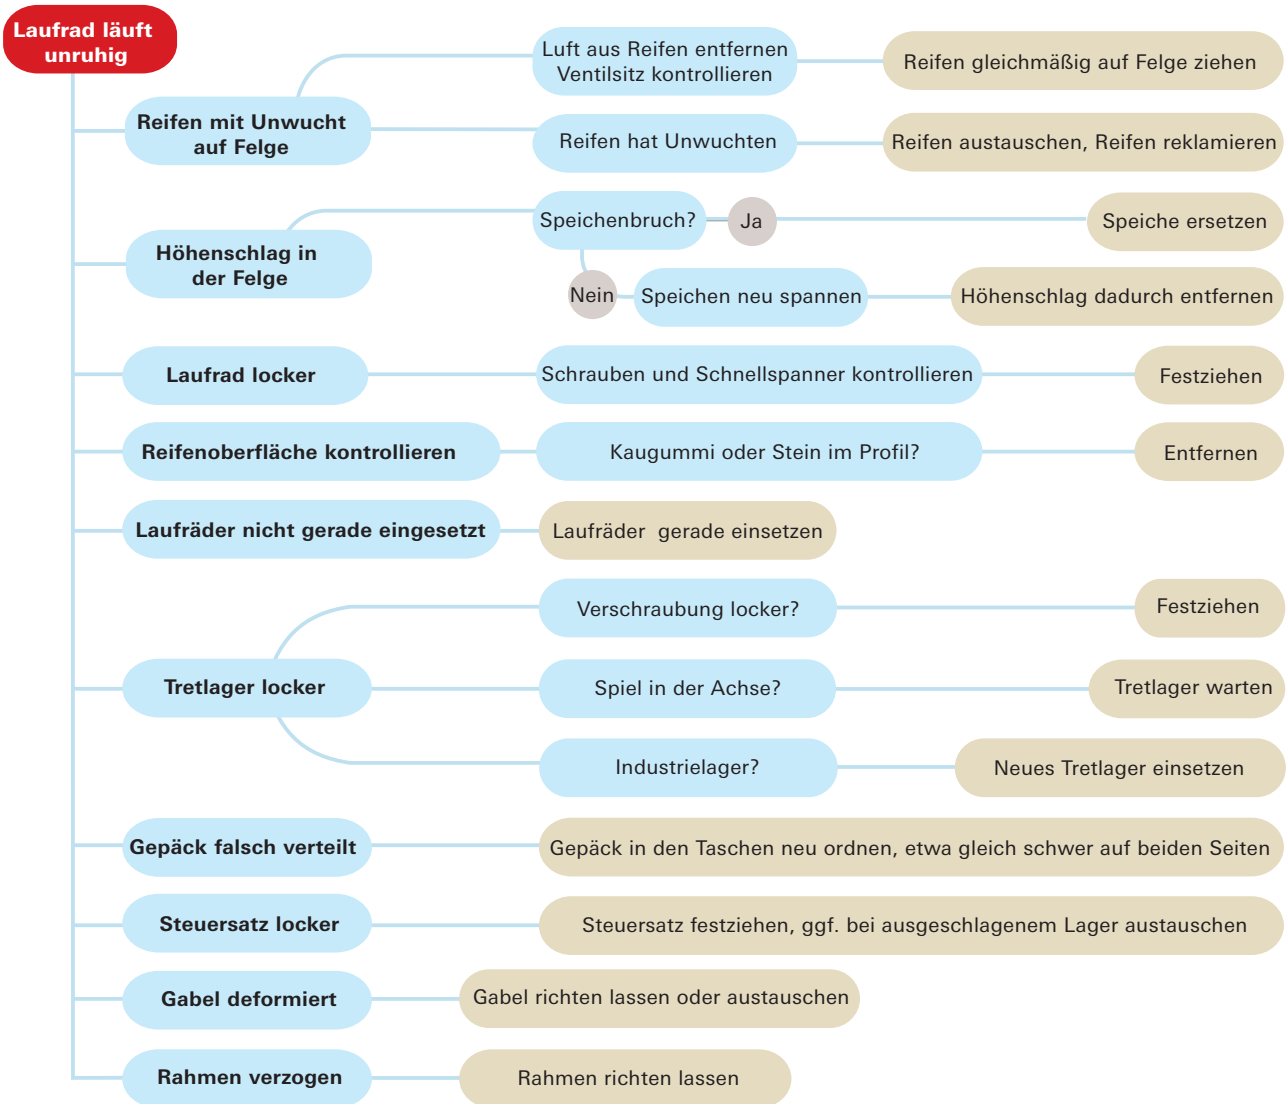 Laufrad läuft
unruhig
Reifen mit Unwucht
auf Felge
Luft aus Reifen entfernen
Ventilsitz kontrollieren
Reifen gleichmäßig auf Felge ziehen
Reifen hat Unwuchten
Reifen austauschen, Reifen reklamieren
Höhenschlag in
der Felge
Speichenbruch?
Ja
Speiche ersetzen
Nein
Speichen neu spannen
Höhenschlag dadurch entfernen
Laufrad locker
Schrauben und Schnellspanner kontrollieren
Festziehen
Reifenoberfläche kontrollieren
Kaugummi oder Stein im Profil?
Entfernen
Laufräder nicht gerade eingesetzt
Laufräder gerade einsetzen
Tretlager locker
Verschraubung locker?
Festziehen
Spiel in der Achse?
Tretlager warten
Industrielager?
Neues Tretlager einsetzen
Gepäck falsch verteilt
Gepäck in den Taschen neu ordnen, etwa gleich schwer auf beiden Seiten
Steuersatz locker
Steuersatz festziehen, ggf. bei ausgeschlagenem Lager austauschen
Gabel deformiert
Gabel richten lassen oder austauschen
Rahmen verzogen
Rahmen richten lassen